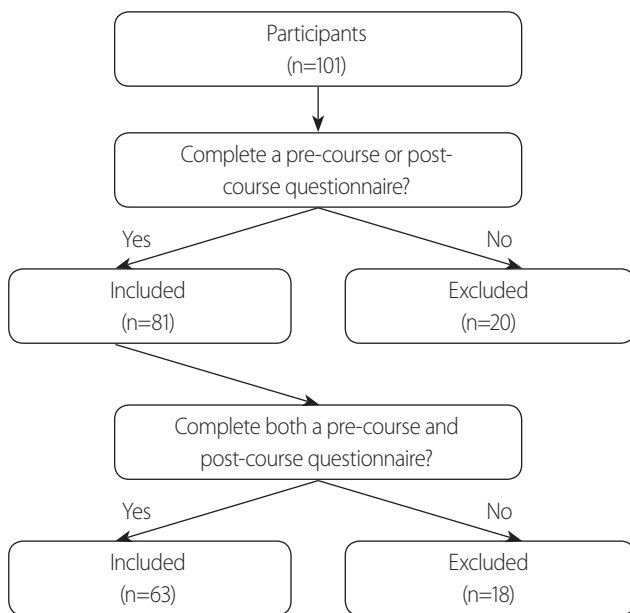 Participants
(n=101)
Complete a pre-course or post-
course questionnaire?
Yes
No
Included
(n=81)
Excluded
(n=20)
Complete both a pre-course and
post-course questionnaire?
Yes
No
Included
(n=63)
Excluded
(n=18)